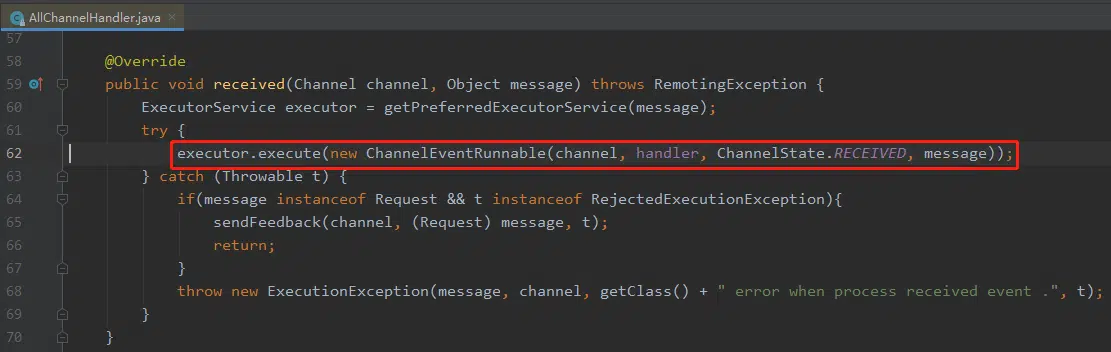 AllChannelHandler.java
57
58 @Override
59 public void received(Channel channel, Object message) throws RemotingException {
60 ExecutorService executor = getPreferredExecutorService(message);
61 try {
62 executor.execute(new ChannelEventRunnable(channel, handler, ChannelState.RECEIVED, message));
63 } catch (Throwable t) {
64 if(message instanceof Request && t instanceof RejectedExecutionException){
65 sendFeedback(channel, (Request) message, t);
66 return;
67 }
68 throw new ExecutionException(message, channel, getClass() + " error when process received event .", t);
69 }
70 }